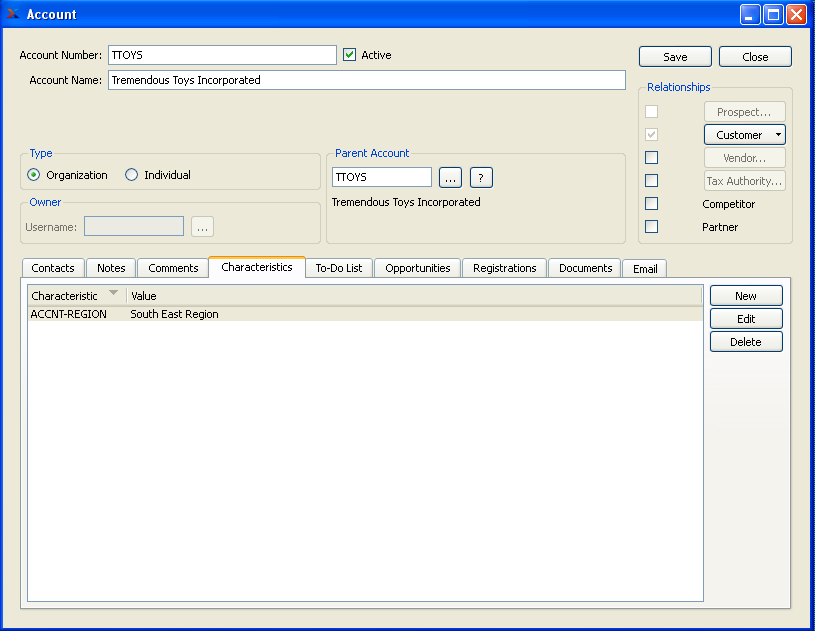 Account
Account Number: TTOYS Active Save Close
Account Name: Tremendous Toys Incorporated
Relationships
Prospect...
Customer
Type Parent Account
Vendor...
Organization Individual TTOYS ... ? Tax Authority...
Owner Tremendous Toys Incorporated Competitor
Username: ... Partner
Contacts Notes Comments Characteristics To-Do List Opportunities Registrations Documents Email
Characteristic Value New
ACCNT-REGION South East Region Edit
Delete